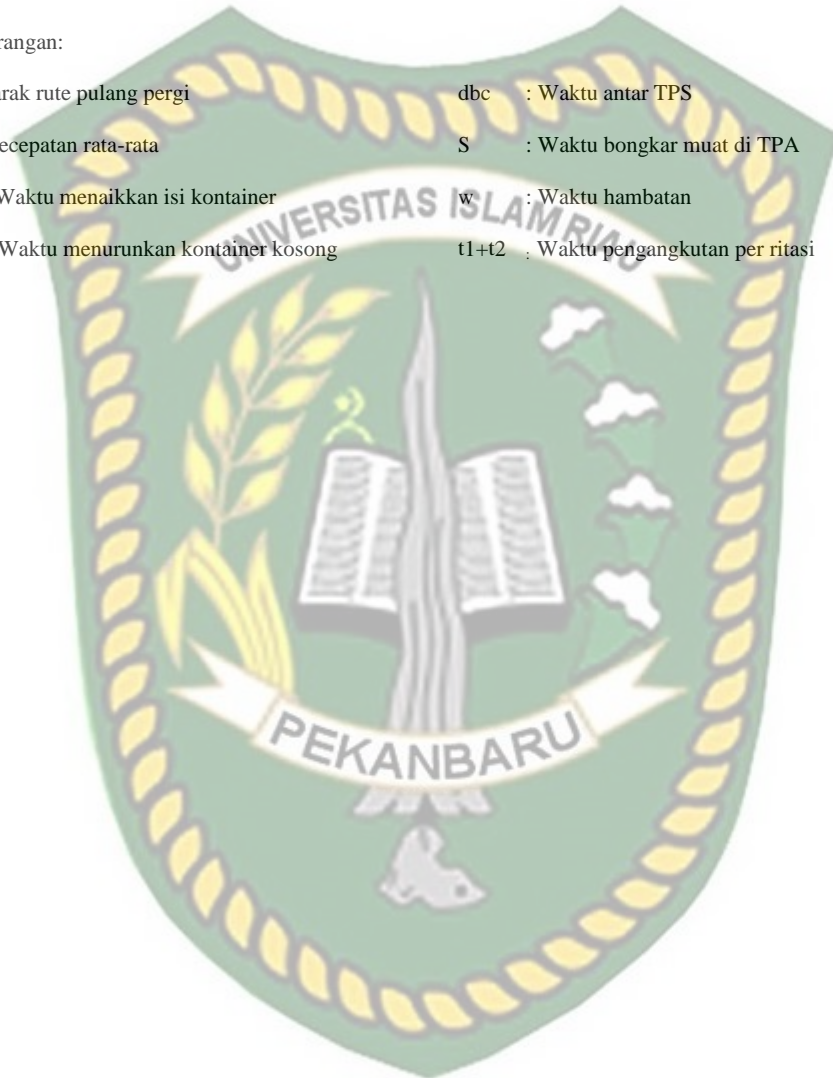 rangan:
arak rute pulang pergi dbc : Waktu antar TPS
ecepatan rata-rata S : Waktu bongkar muat di TPA
Waktu menaikkan isi kontainer w : Waktu hambatan
Waktu menurunkan kontainer kosong t1+t2 : Waktu pengangkutan per ritasi
UNIVERSITAS ISLAM RIAU
PEKANBARU